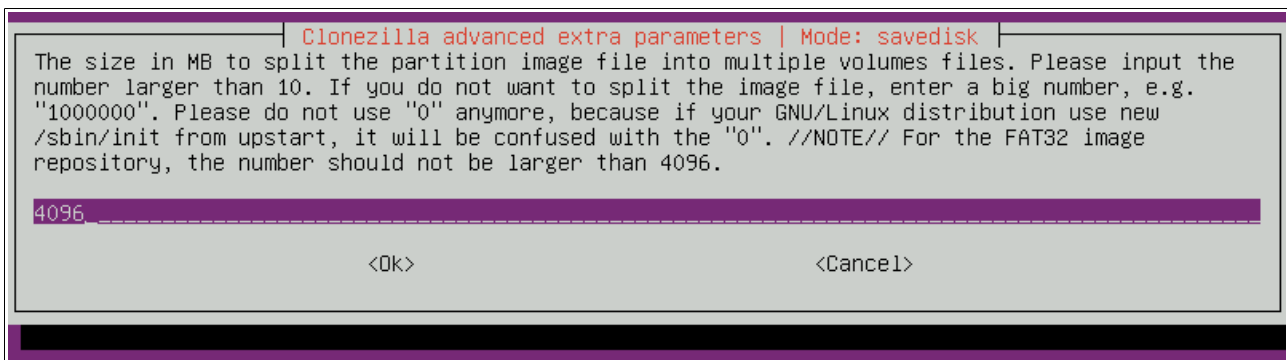 Clonezilla advanced extra parameters | Mode: savedisk
The size in MB to split the partition image file into multiple volumes files. Please input the
number larger than 10. If you do not want to split the image file, enter a big number, e.g.
"1000000". Please do not use "0" anymore, because if your GNU/Linux distribution use new
/sbin/init from upstart, it will be confused with the "0". //NOTE// For the FAT32 image
repository, the number should not be larger than 4096.
4096
<Ok> <Cancel>